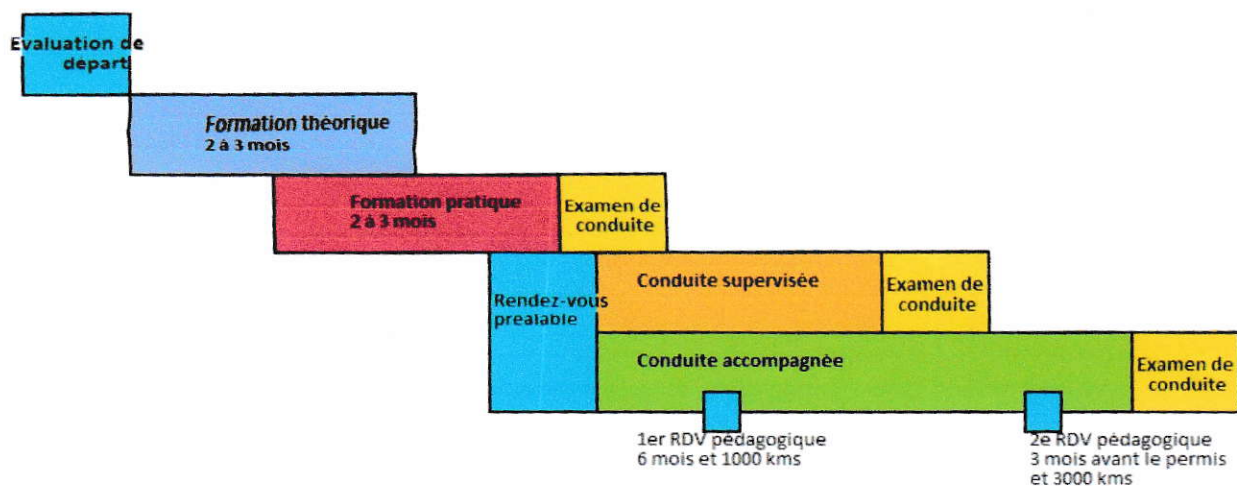 Evaluation de
départ
Formation théorique
2 à 3 mois
Formation pratique
2 à 3 mois
Examen de
conduite
Rendez-vous
préalable
Conduite supervisée
Examen de
conduite
Conduite accompagnée
Examen de
conduite
1er RDV pédagogique
6 mois et 1000 kms
2e RDV pédagogique
3 mois avant le permis
et 3000 kms